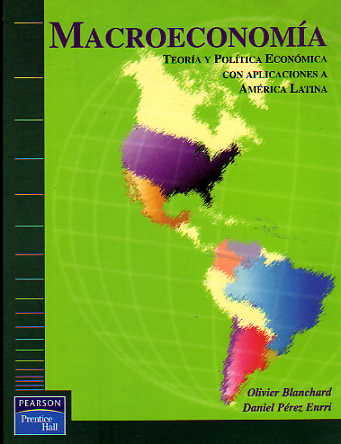 MACROECONOMÍA
TEORÍA Y POLÍTICA ECONÓMICA
CON APLICACIONES A
AMÉRICA LATINA
Olivier Blanchard
Daniel Pérez Enrri
PEARSON
Prentice
Hall